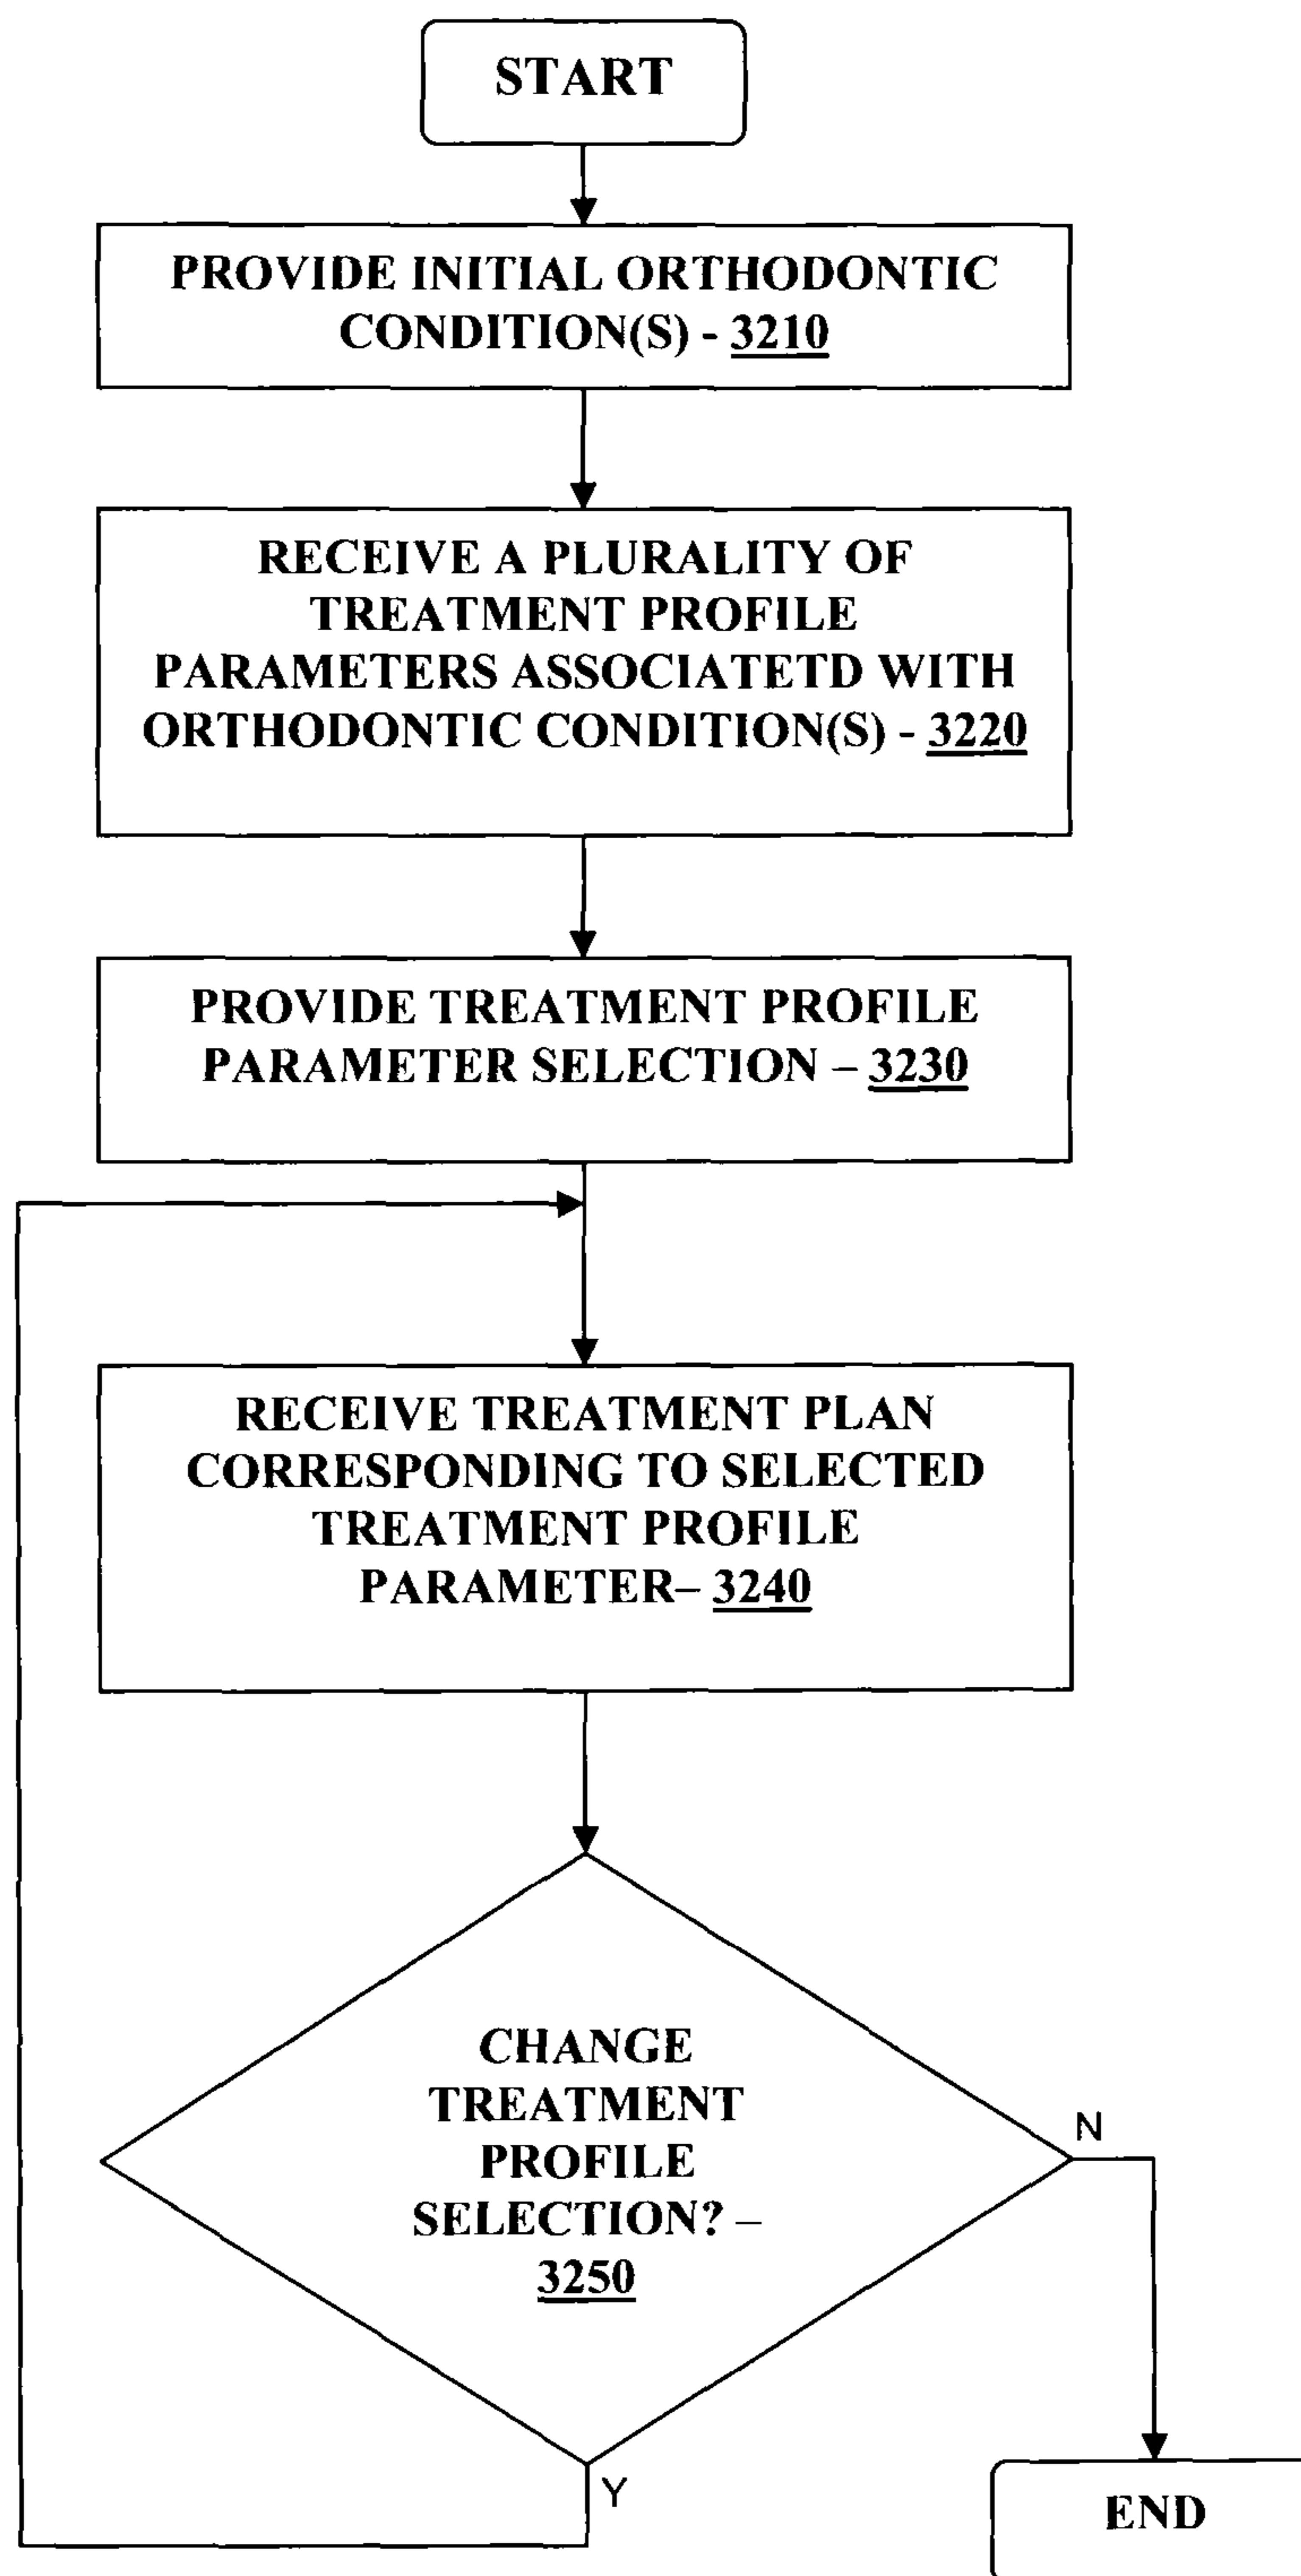 START
PROVIDE INITIAL ORTHODONTIC
CONDITION(S) - 3210
RECEIVE A PLURALITY OF
TREATMENT PROFILE
PARAMETERS ASSOCIATETD WITH
ORTHODONTIC CONDITION(S) - 3220
PROVIDE TREATMENT PROFILE
PARAMETER SELECTION – 3230
RECEIVE TREATMENT PLAN
CORRESPONDING TO SELECTED
TREATMENT PROFILE
PARAMETER– 3240
CHANGE
TREATMENT
PROFILE
SELECTION? –
3250
N
Y
END